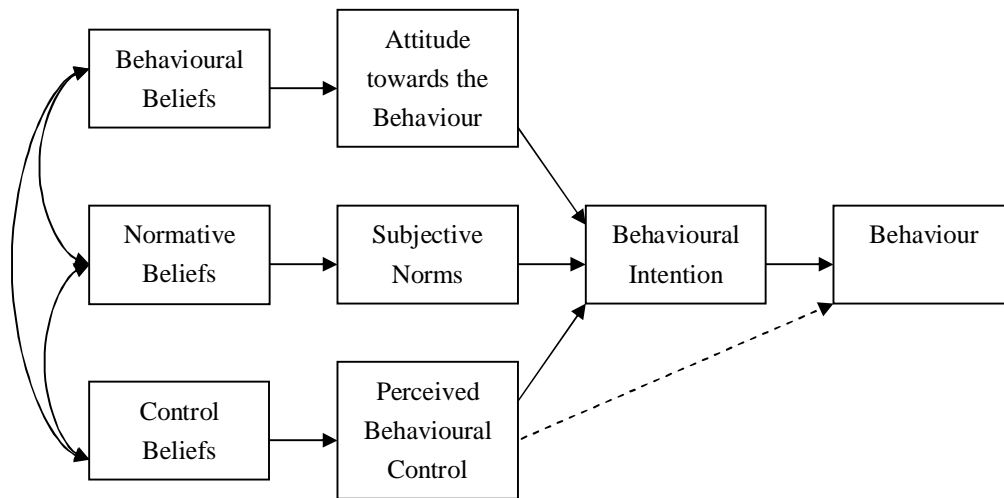 Behavioural
Beliefs
Attitude
towards the
Behaviour
Normative
Beliefs
Subjective
Norms
Behavioural
Intention
Behaviour
Control
Beliefs
Perceived
Behavioural
Control